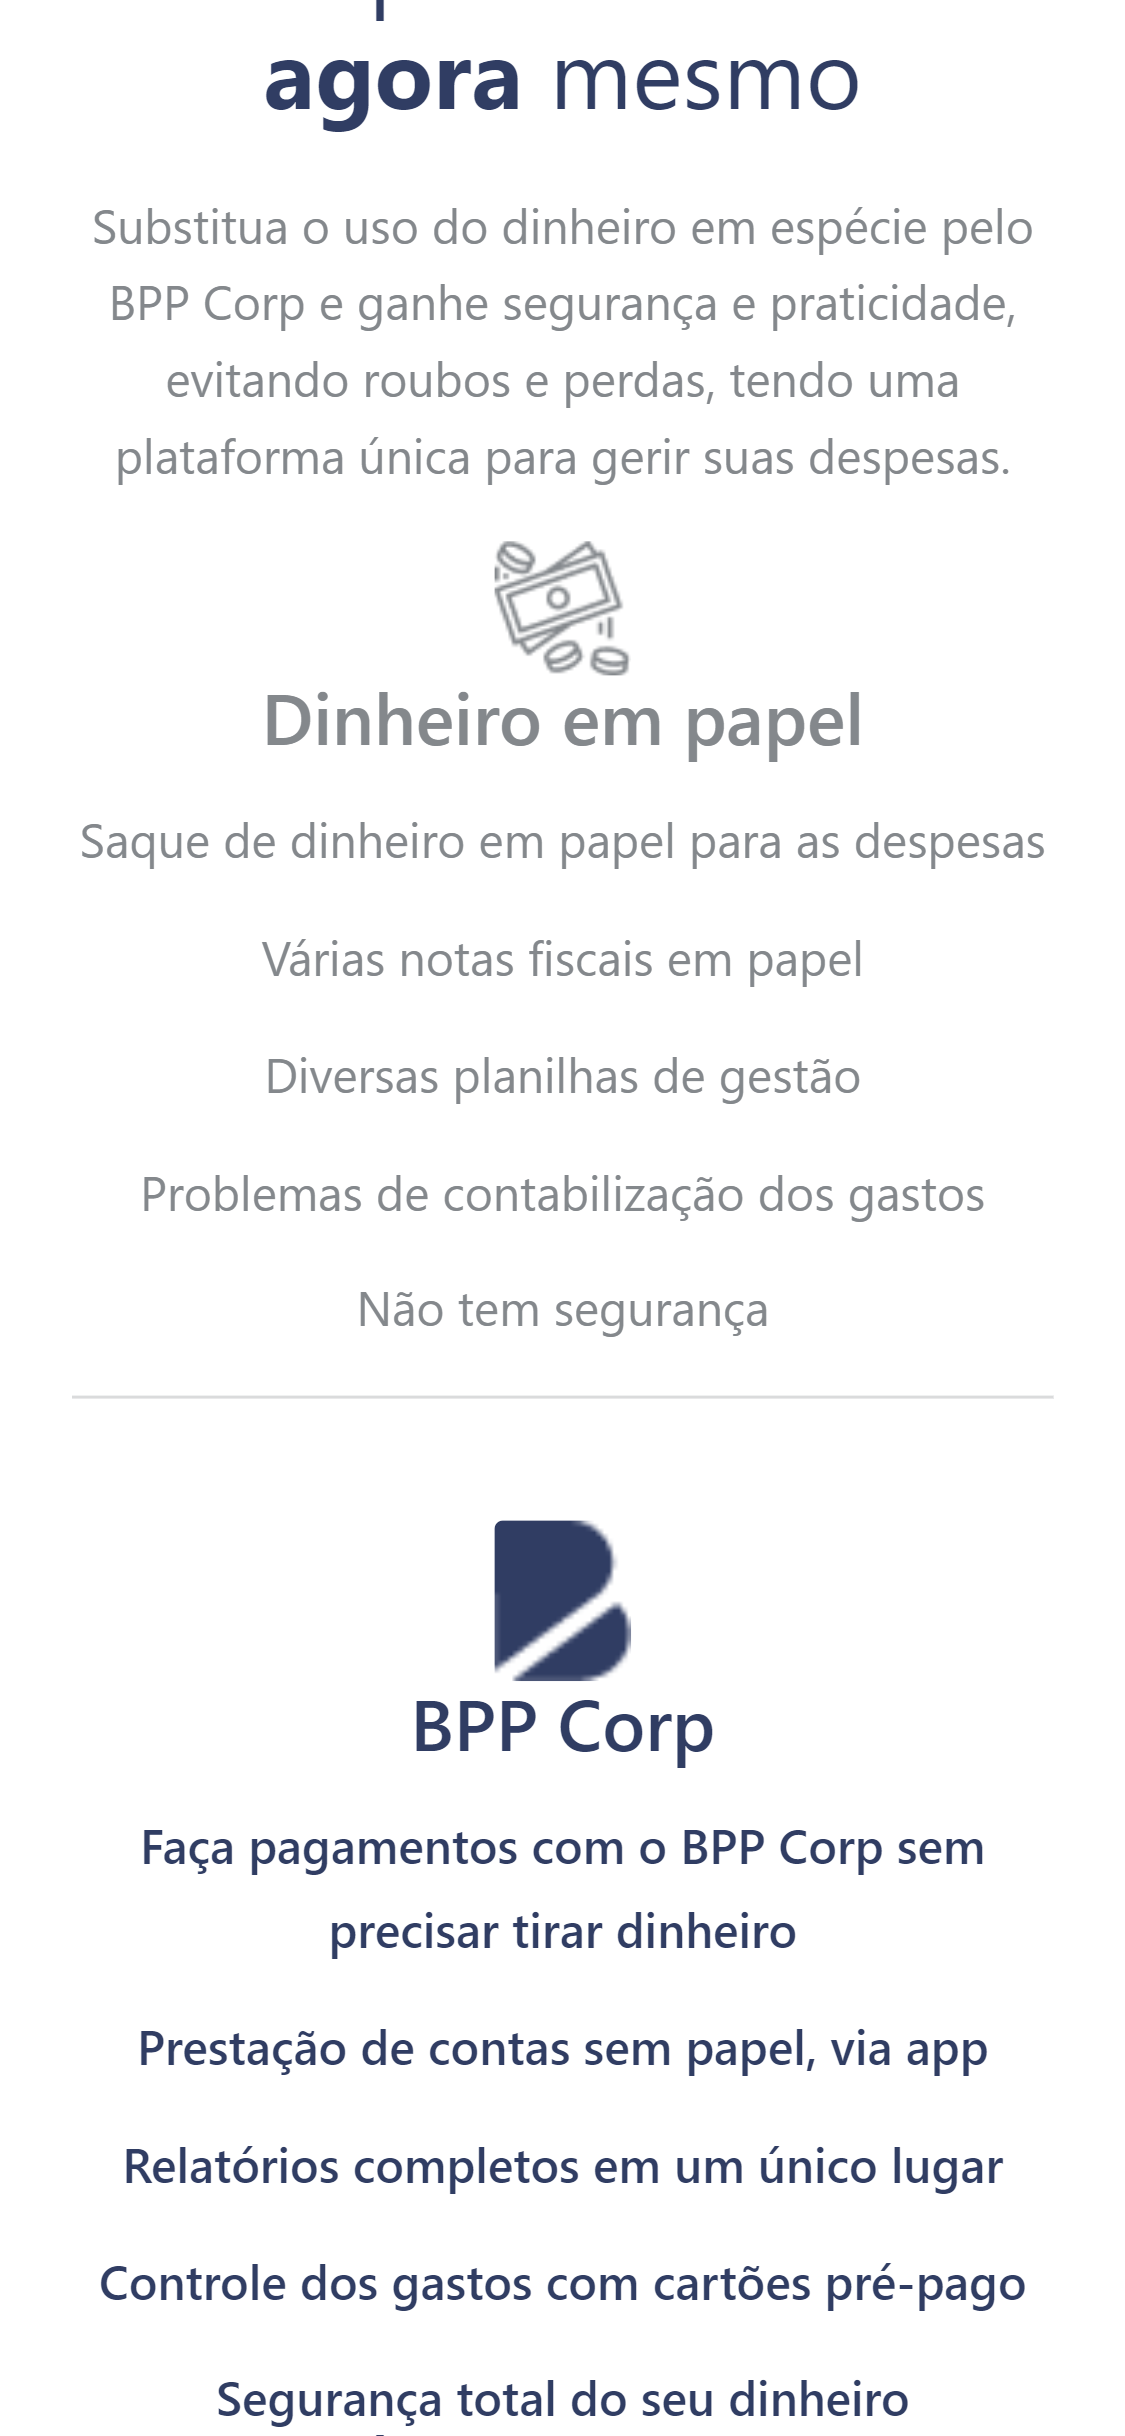 agora mesmo
Substitua o uso do dinheiro em espécie pelo
BPP Corp e ganhe segurança e praticidade,
evitando roubos e perdas, tendo uma
plataforma única para gerir suas despesas.
Dinheiro em papel
Saque de dinheiro em papel para as despesas
Várias notas fiscais em papel
Diversas planilhas de gestão
Problemas de contabilização dos gastos
Não tem segurança
BPP Corp
Faça pagamentos com o BPP Corp sem
precisar tirar dinheiro
Prestação de contas sem papel, via app
Relatórios completos em um único lugar
Controle dos gastos com cartões pré-pago
Segurança total do seu dinheiro